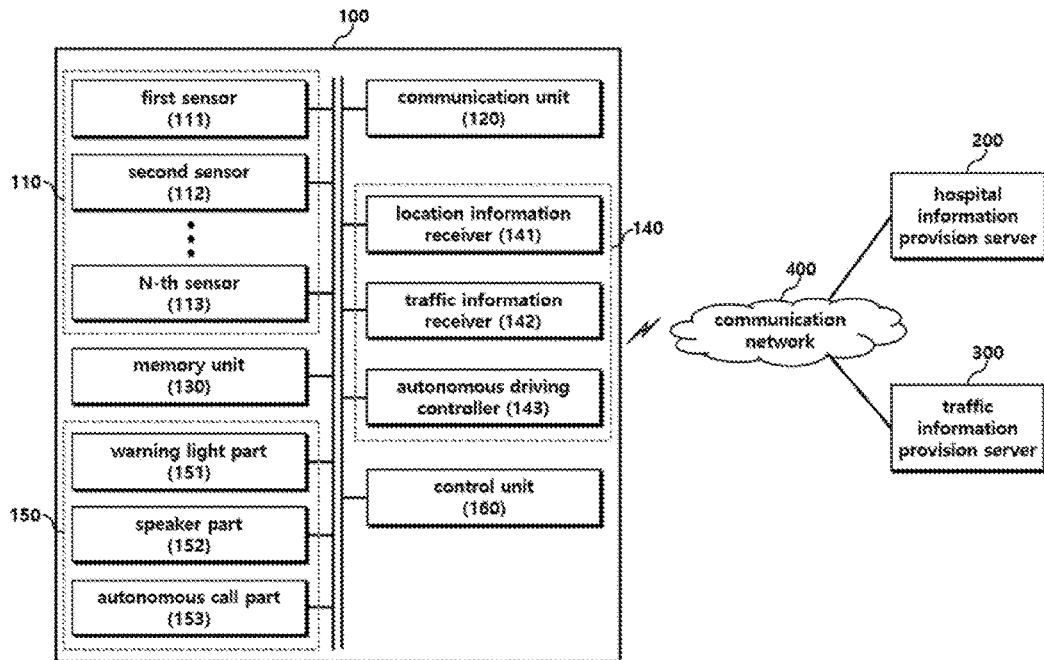 100
first sensor
(111)
second sensor
(112)
110
N-th sensor
(113)
memory unit
(130)
warning light part
(151)
150
speaker part
(152)
autonomous call part
(153)
communication unit
(120)
location information
receiver (141)
140
traffic information
receiver (142)
autonomous driving
controller (143)
control unit
(160)
400
communication
network
200
hospital
information
provision server
300
traffic
information
provision server